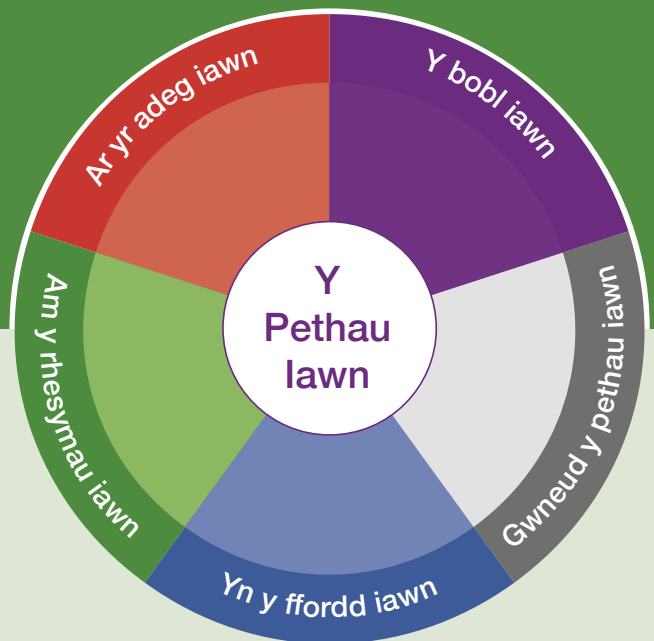 Y
Pethau
Iawn
Y bobl iawn
Gwneud y pethau iawn
Yn y ffordd iawn
Am y rhesymau iawn
Ar yr adeg iawn